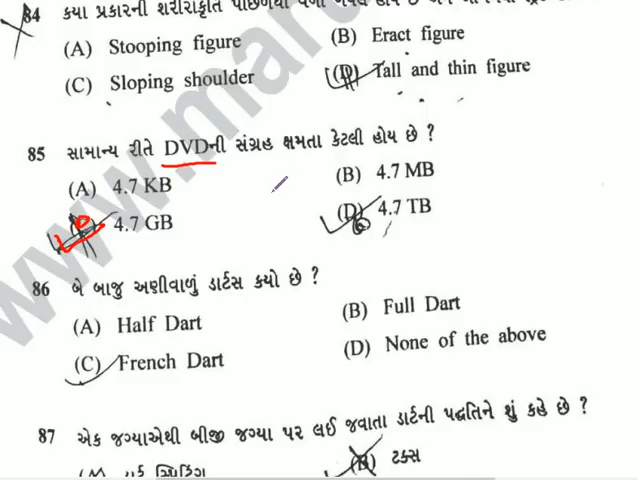 84 કયા પ્રકારની શરીરાકૃતિ પાછળથી
(A) Stooping figure (B) Eract figure
(C) Sloping shoulder (D) Tall and thin figure
85 સામાન્ય રીતે DVDની સંગ્રહ ક્ષમતા કેટલી હોય છે ?
(A) 4.7 KB (B) 4.7 MB
4.7 GB (D) 4.7 TB
86 બે બાજુ અણીવાળું ડાર્ટસ કયો છે ?
(A) Half Dart (B) Full Dart
(C) French Dart (D) None of the above
87 એક જગ્યાએથી બીજી જગ્યા પર લઈ જવાતા ડાર્ટની પદ્ધતિને શું કહે છે ?
(B) ટક્સ
www.mar